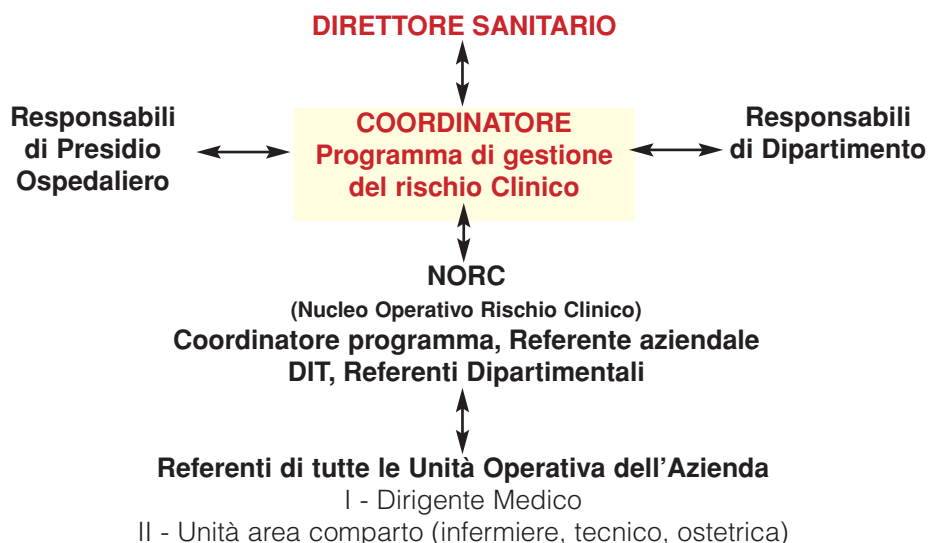 DIRETTORE SANITARIO
Responsabili
di Presidio
Ospedaliero
COORDINATORE
Programma di gestione
del rischio Clinico
Responsabili
di Dipartimento
NORC
(Nucleo Operativo Rischio Clinico)
Coordinatore programma, Referente aziendale
DIT, Referenti Dipartimentali
Referenti di tutte le Unità Operativa dell'Azienda
I - Dirigente Medico
II - Unità area comparto (infermiere, tecnico, ostetrica)